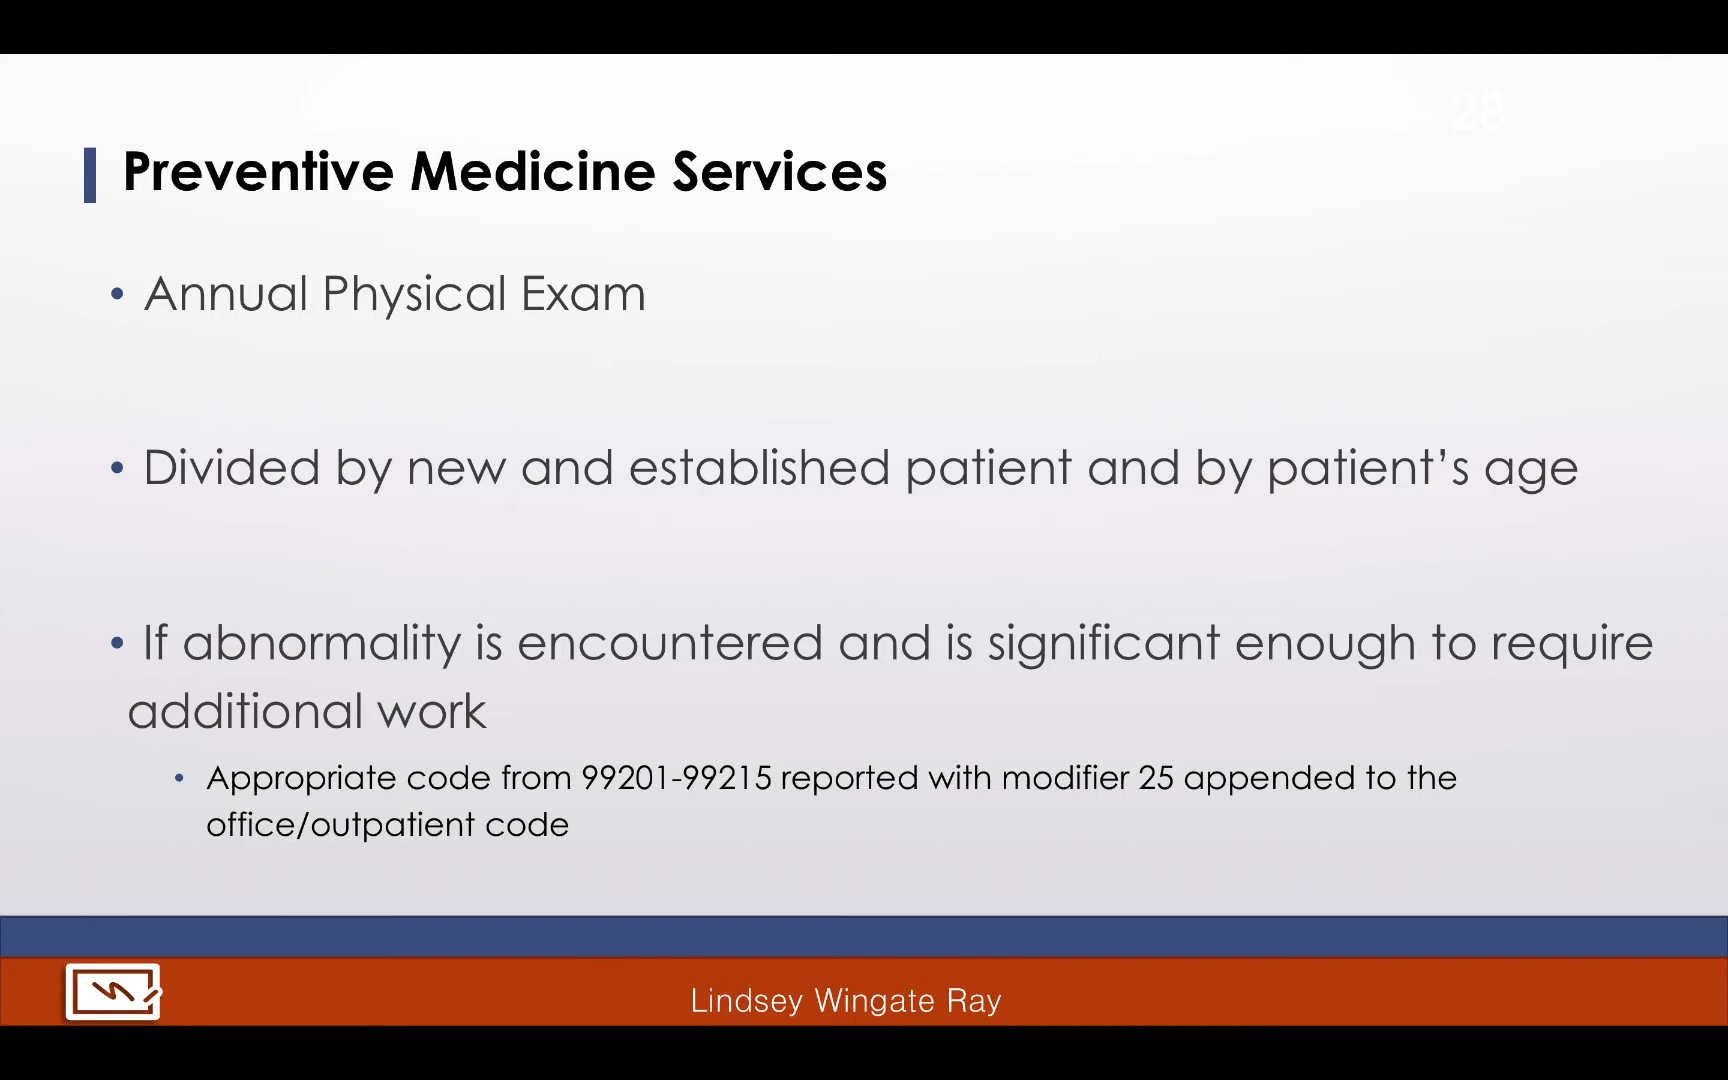 28
Preventive Medicine Services
• Annual Physical Exam
• Divided by new and established patient and by patient’s age
• If abnormality is encountered and is significant enough to require
additional work
• Appropriate code from 99201-99215 reported with modifier 25 appended to the
office/outpatient code
Lindsey Wingate Ray